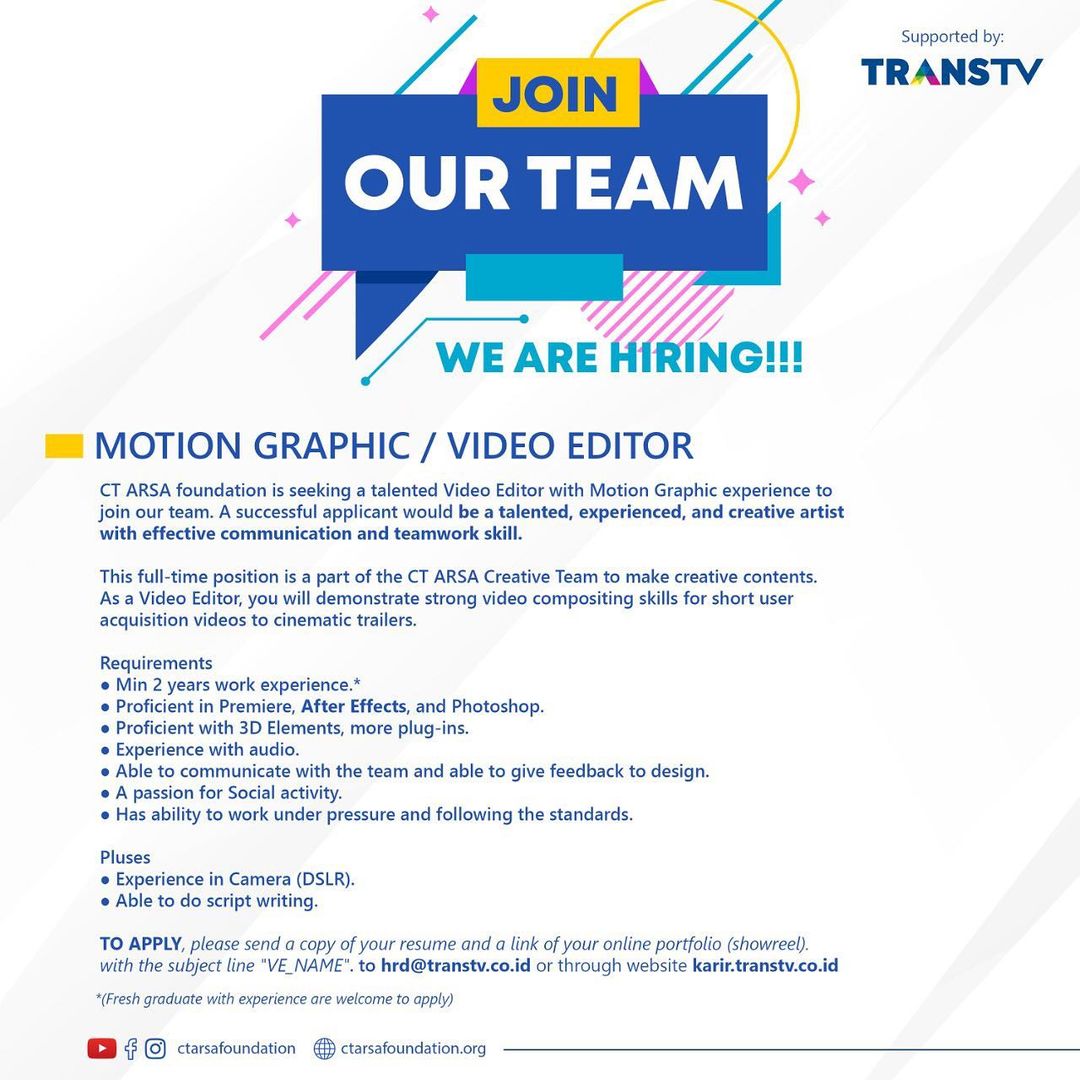 Supported by:
TRANSTV
JOIN
OUR TEAM
WE ARE HIRING!!!
MOTION GRAPHIC / VIDEO EDITOR
CT ARSA foundation is seeking a talented Video Editor with Motion Graphic experience to
join our team. A successful applicant would be a talented, experienced, and creative artist
with effective communication and teamwork skill.
This full-time position is a part of the CT ARSA Creative Team to make creative contents.
As a Video Editor, you will demonstrate strong video compositing skills for short user
acquisition videos to cinematic trailers.
Requirements
● Min 2 years work experience.*
● Proficient in Premiere, After Effects, and Photoshop.
● Proficient with 3D Elements, more plug-ins.
● Experience with audio.
● Able to communicate with the team and able to give feedback to design.
● A passion for Social activity.
● Has ability to work under pressure and following the standards.
Pluses
● Experience in Camera (DSLR).
● Able to do script writing.
TO APPLY, please send a copy of your resume and a link of your online portfolio (showreel).
with the subject line "VE_NAME". to hrd@transtv.co.id or through website karir.transtv.co.id
*(Fresh graduate with experience are welcome to apply)
ctarsafoundation ctarsafoundation.org